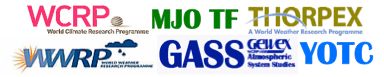 WCRP
World Climate Research Programme
MJO TF
THORPEX
A World Weather Research Programme
WWRP
WORLD WEATHER
RESEARCH PROGRAMME
GASS
GEWEX
Atmospheric
System Studies
YOTC